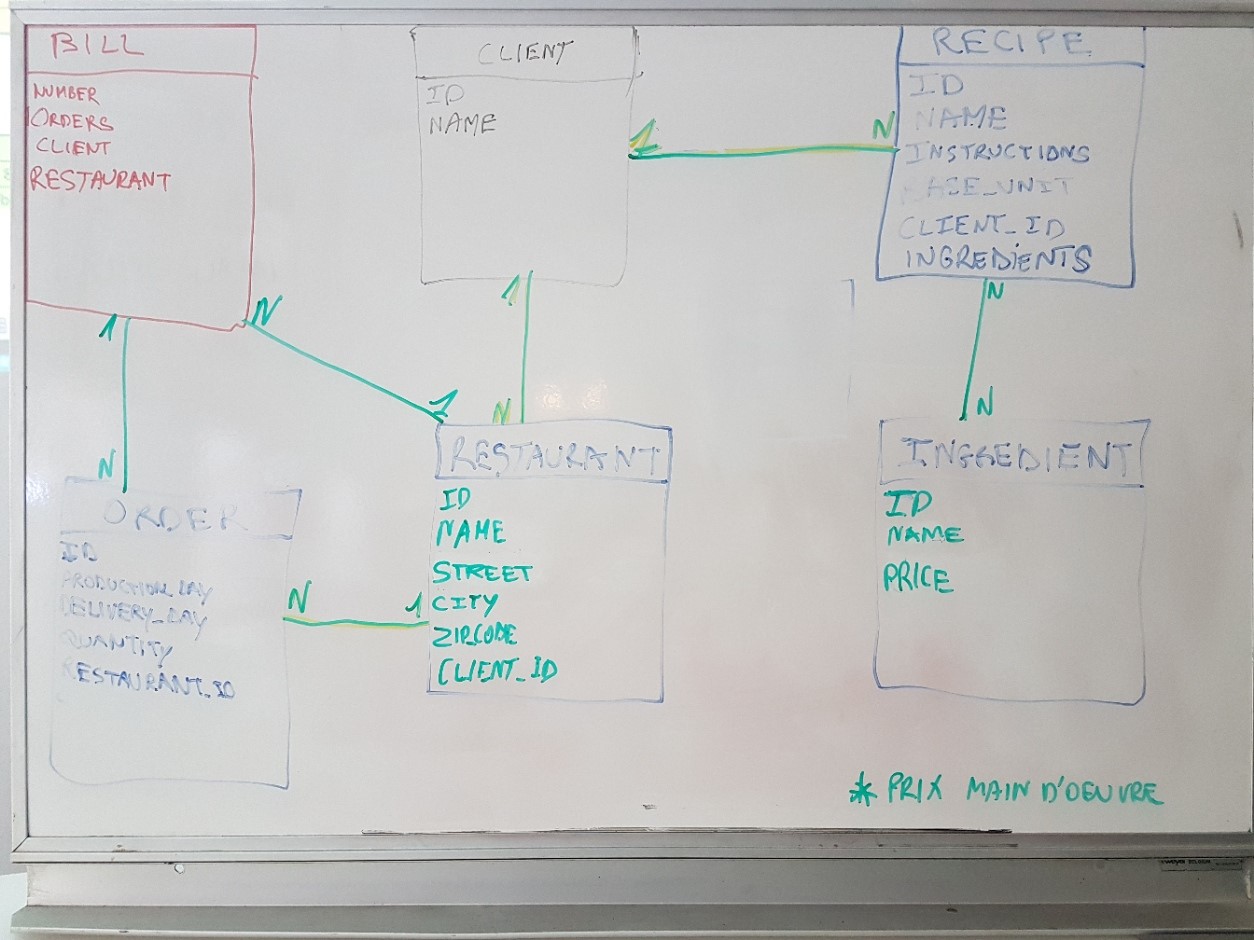 BILL
NUMBER
ORDERS
CLIENT
RESTAURANT
CLIENT
ID
NAME
1
N
RECIPE
ID
NAME
INSTRUCTIONS
BASE_UNIT
CLIENT_ID
INGREDIENTS
1
N
N
1
1
N
N
N
ORDER
ID
PRODUCTION_DAY
DELIVERY_DAY
QUANTITY
RESTAURANT_ID
N
1
RESTAURANT
ID
NAME
STREET
CITY
ZIPCODE
CLIENT_ID
INGREDIENT
ID
NAME
PRICE
* PRIX MAIN D'OEUVRE